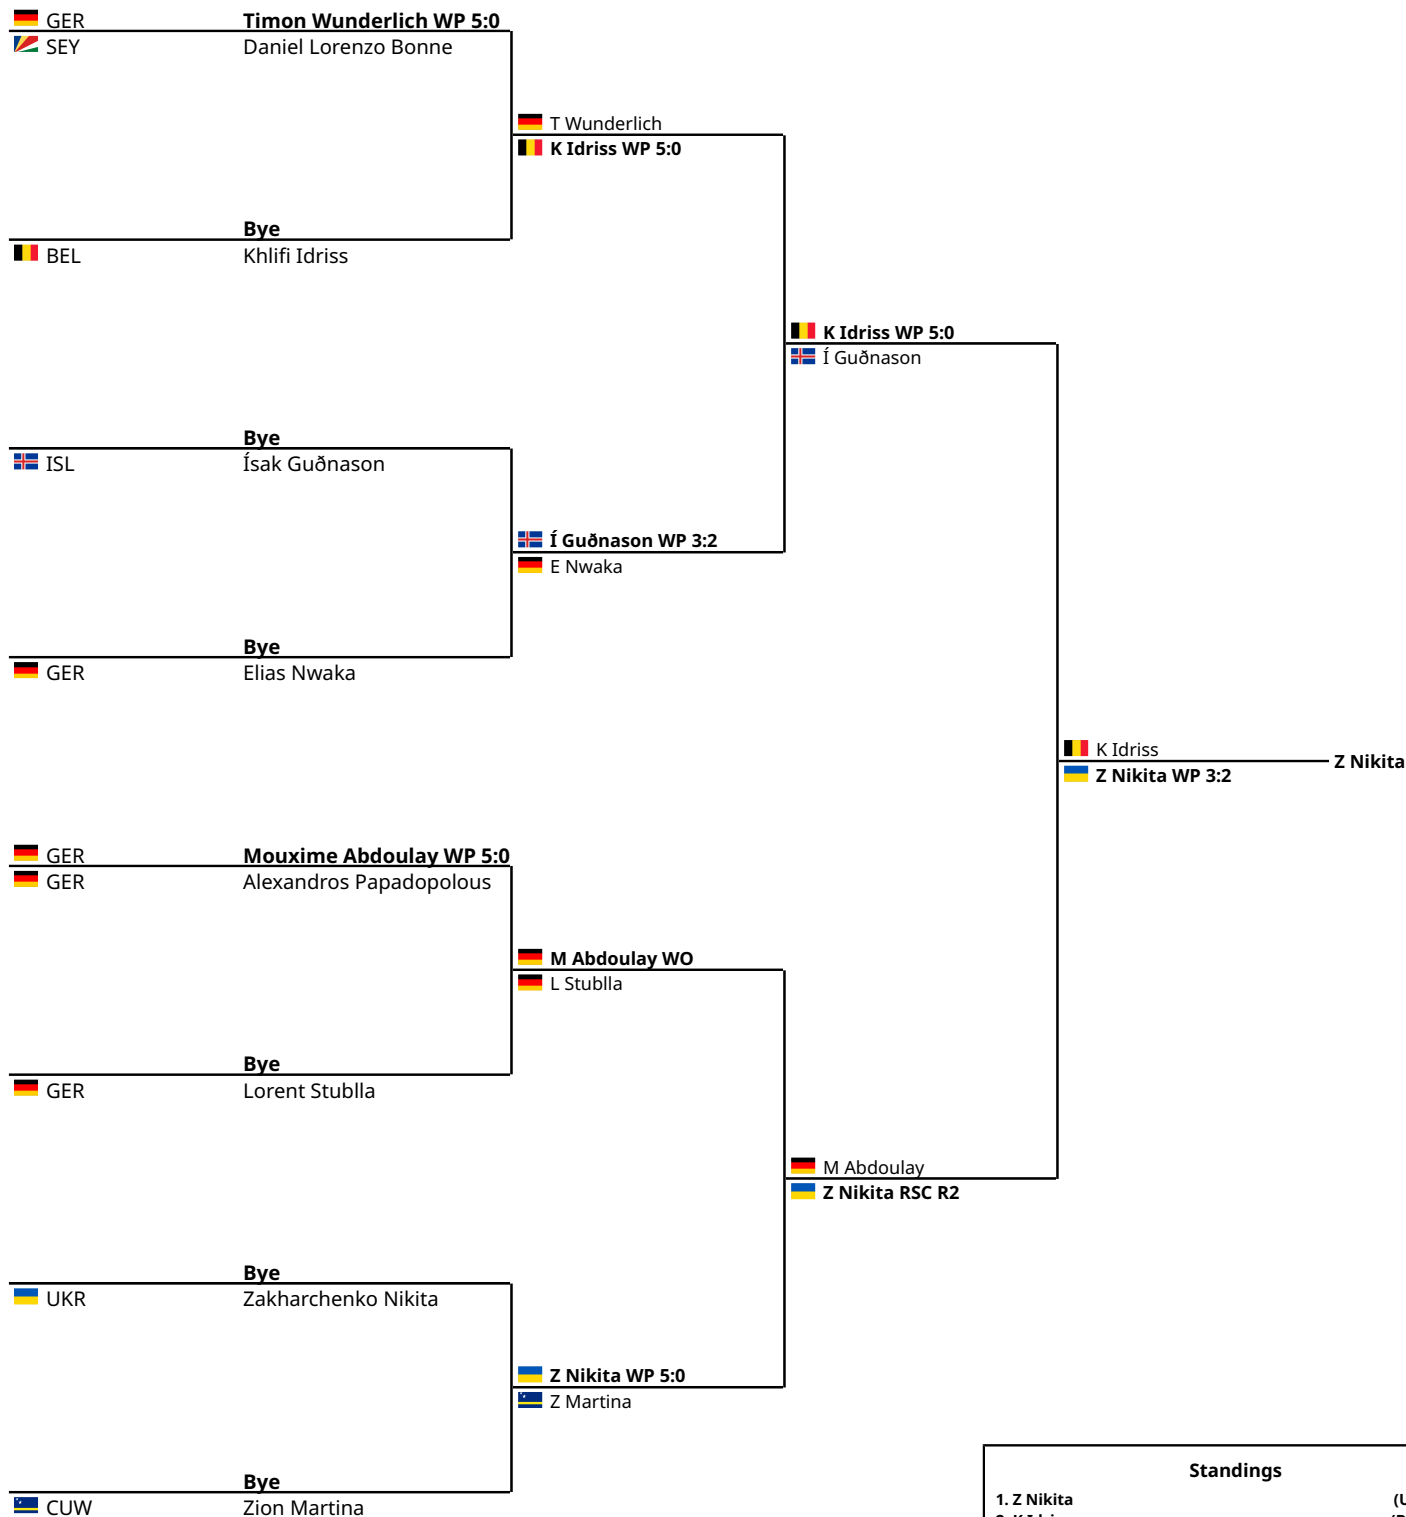 GER Timon Wunderlich WP 5:0
SEY Daniel Lorenzo Bonne
T Wunderlich
K Idriss WP 5:0
Bye
BEL Khlifi Idriss
K Idriss WP 5:0
Í Guðnason
Bye
ISL Ísak Guðnason
Í Guðnason WP 3:2
E Nwaka
Bye
GER Elias Nwaka
K Idriss
Z Nikita WP 3:2
Z Nikita
GER Mouxime Abdoulay WP 5:0
GER Alexandros Papadopolous
M Abdoulay WO
L Stublla
Bye
GER Lorent Stublla
M Abdoulay
Z Nikita RSC R2
Bye
UKR Zakharchenko Nikita
Z Nikita WP 5:0
Z Martina
Standings
Bye
1. Z Nikita (U
CUW Zion Martina